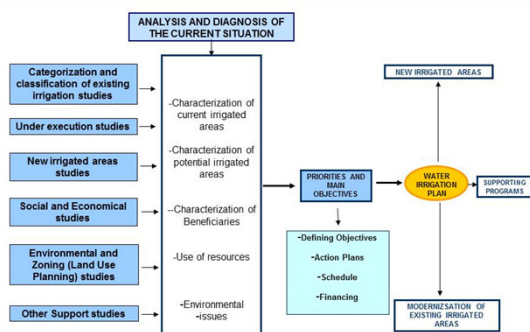 ANALYSIS AND DIAGNOSIS OF
THE CURRENT SITUATION
Categorization and
classification of existing
irrigation studies
Under execution studies
New irrigated areas
studies
Social and Economical
studies
Environmental and
Zoning (Land Use
Planning) studies
Other Support studies
-Characterization of
current irrigated
areas
-Characterization of
potential irrigated
areas
--Characterization of
Beneficiaries
-Use of resources
-Environmental
-issues
PRIORITIES AND
MAIN
OBJECTIVES
-Defining Objectives
-Action Plans
-Schedule
-Financing
WATER
IRRIGATION
PLAN
NEW IRRIGATED AREAS
SUPPORTING
PROGRAMS
MODERNIZSATION OF
EXISTING IRRIGATED
AREAS